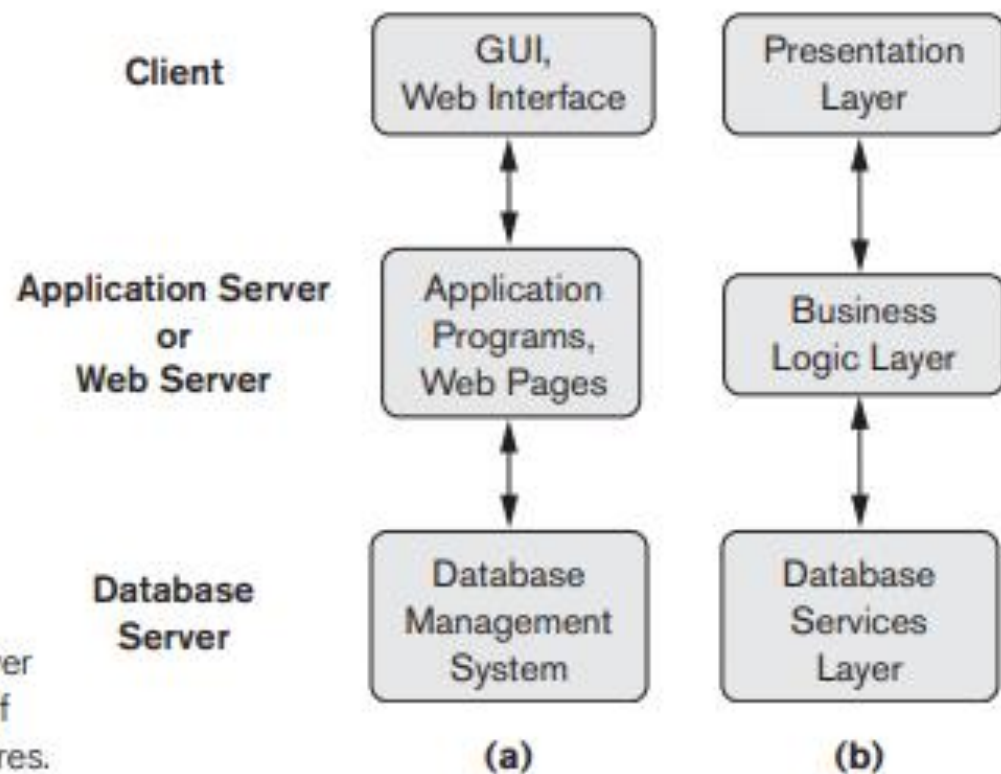 Client
GUI,
Web Interface
Presentation
Layer
Application Server
or
Web Server
Application
Programs,
Web Pages
Business
Logic Layer
Database
Server
Database
Management
System
Database
Services
Layer
(a)
(b)